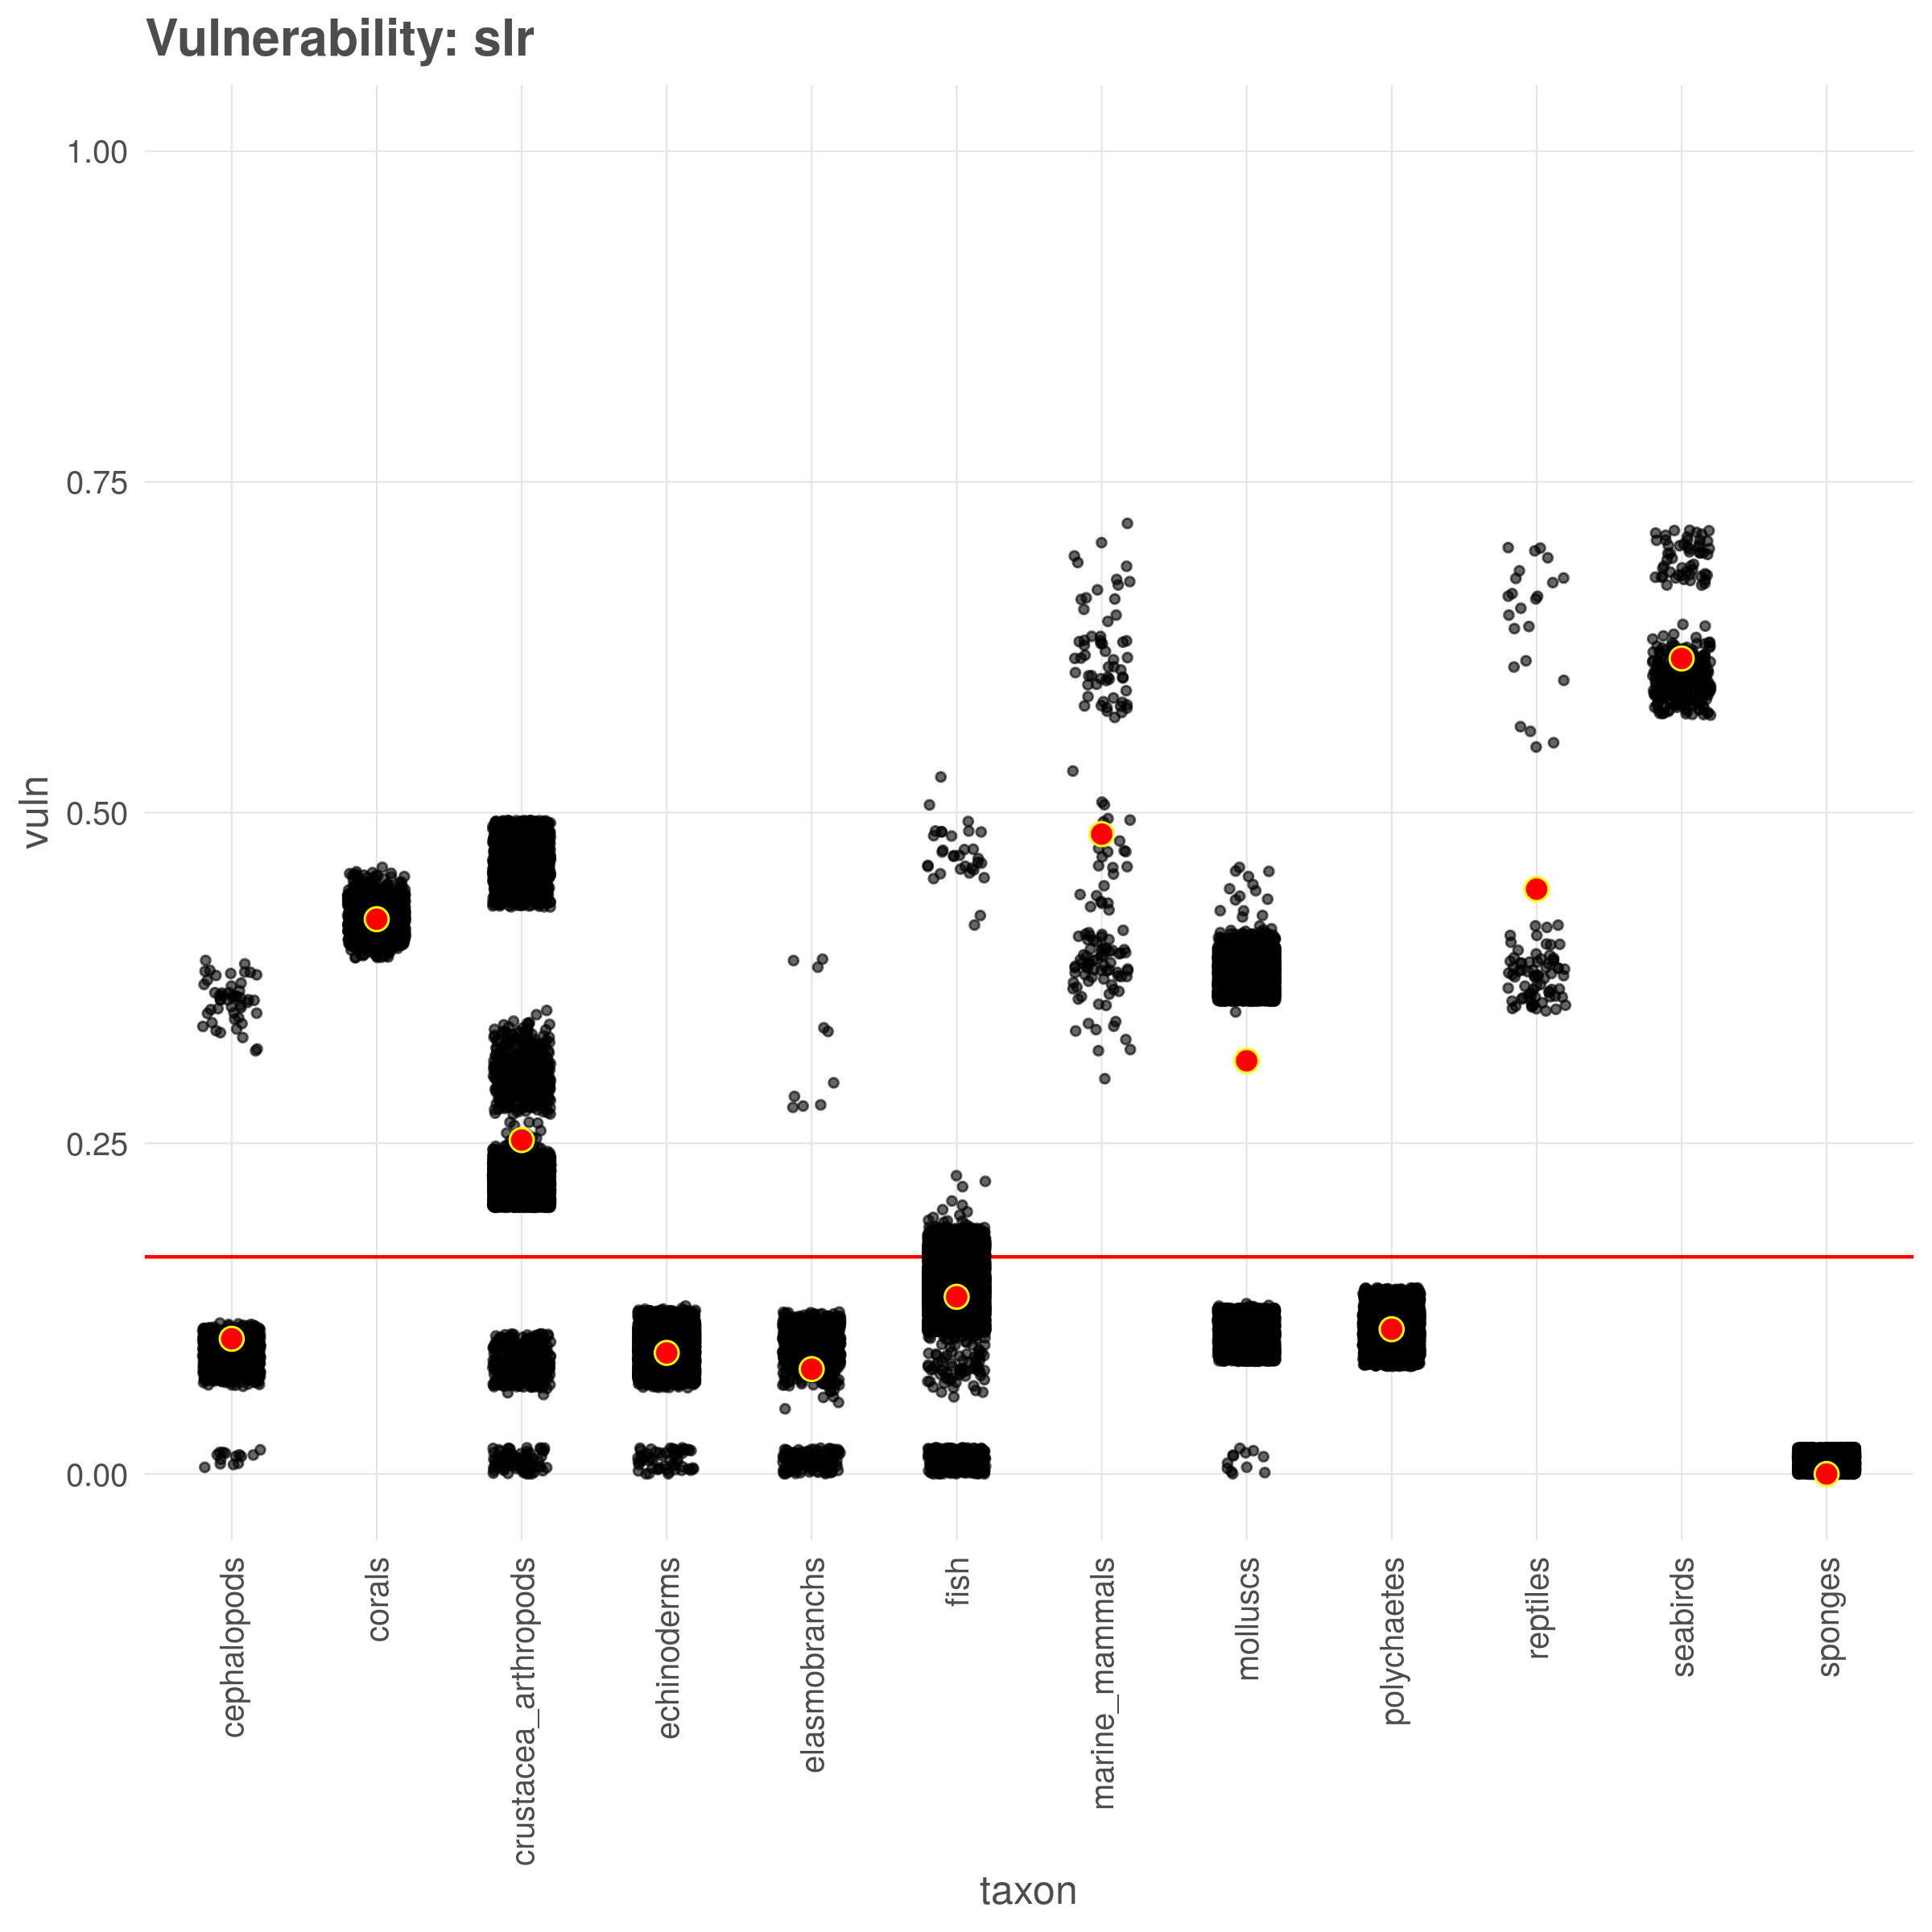 Vulnerability: slr
vuln
1.00
0.75
0.50
0.25
0.00
cephalopods
corals
crustacea_arthropods
echinoderms
elasmobranchs
fish
marine_mammals
molluscs
polychaetes
reptiles
seabirds
sponges
taxon